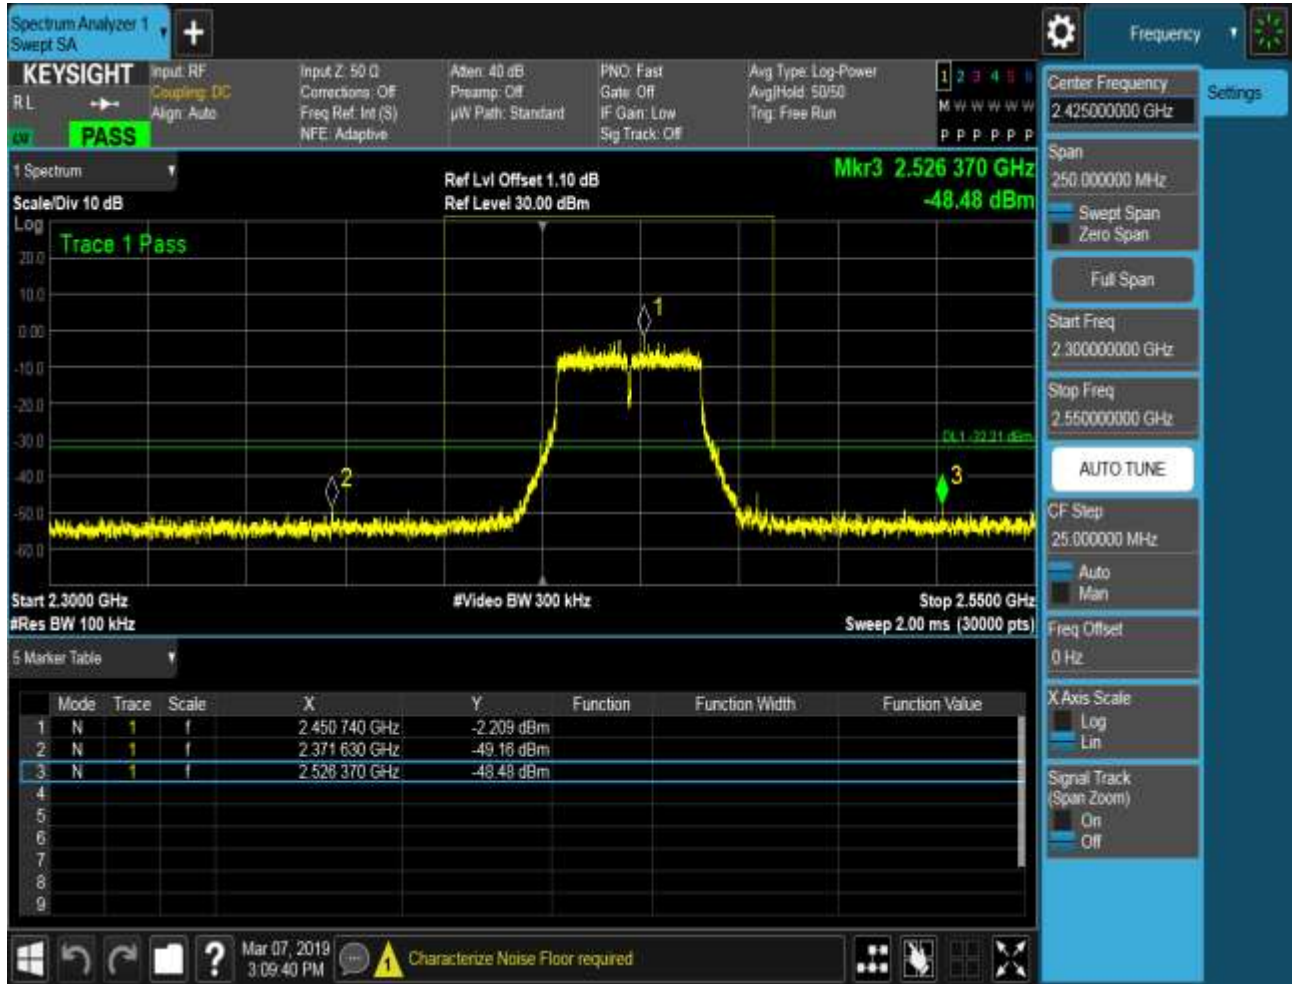 Spectrum Analyzer 1
Swept SA
+
Frequency
KEYSIGHT
RL
PASS
Input: RF
Coupling: DC
Align: Auto
Input Z: 50 Ω
Corrections: Off
Freq Ref: Int (S)
NFE: Adaptive
Atten: 40 dB
Preamp: Off
µW Path: Standard
PNO: Fast
Gate: Off
IF Gain: Low
Sig Track: Off
Avg Type: Log-Power
Avg|Hold: 50/50
Trig: Free Run
1 2 3 4 5 6
M W W W W W
P P P P P P
1 Spectrum
Scale/Div 10 dB
Ref Lvl Offset 1.10 dB
Ref Level 30.00 dBm
Mkr3 2.526 370 GHz
-48.48 dBm
Log
Trace 1 Pass
20.0
10.0
0.00
-10.0
-20.0
-30.0
-40.0
-50.0
-60.0
1
2
3
DL1 -32.21 dBm
Start 2.3000 GHz
#Res BW 100 kHz
#Video BW 300 kHz
Stop 2.5500 GHz
Sweep 2.00 ms (30000 pts)
5 Marker Table
Mode Trace Scale X Y Function Function Width Function Value
1 N 1 f 2.450 740 GHz -2.209 dBm
2 N 1 f 2.371 630 GHz -49.16 dBm
3 N 1 f 2.526 370 GHz -48.48 dBm
4
5
6
7
8
9
? Mar 07, 2019
3:09:40 PM
1
Characterize Noise Floor required
Center Frequency
2.425000000 GHz
Settings
Span
250.000000 MHz
Swept Span
Zero Span
Full Span
Start Freq
2.300000000 GHz
Stop Freq
2.550000000 GHz
AUTO TUNE
CF Step
25.000000 MHz
Auto
Man
Freq Offset
0 Hz
X Axis Scale
Log
Lin
Signal Track
(Span Zoom)
On
Off